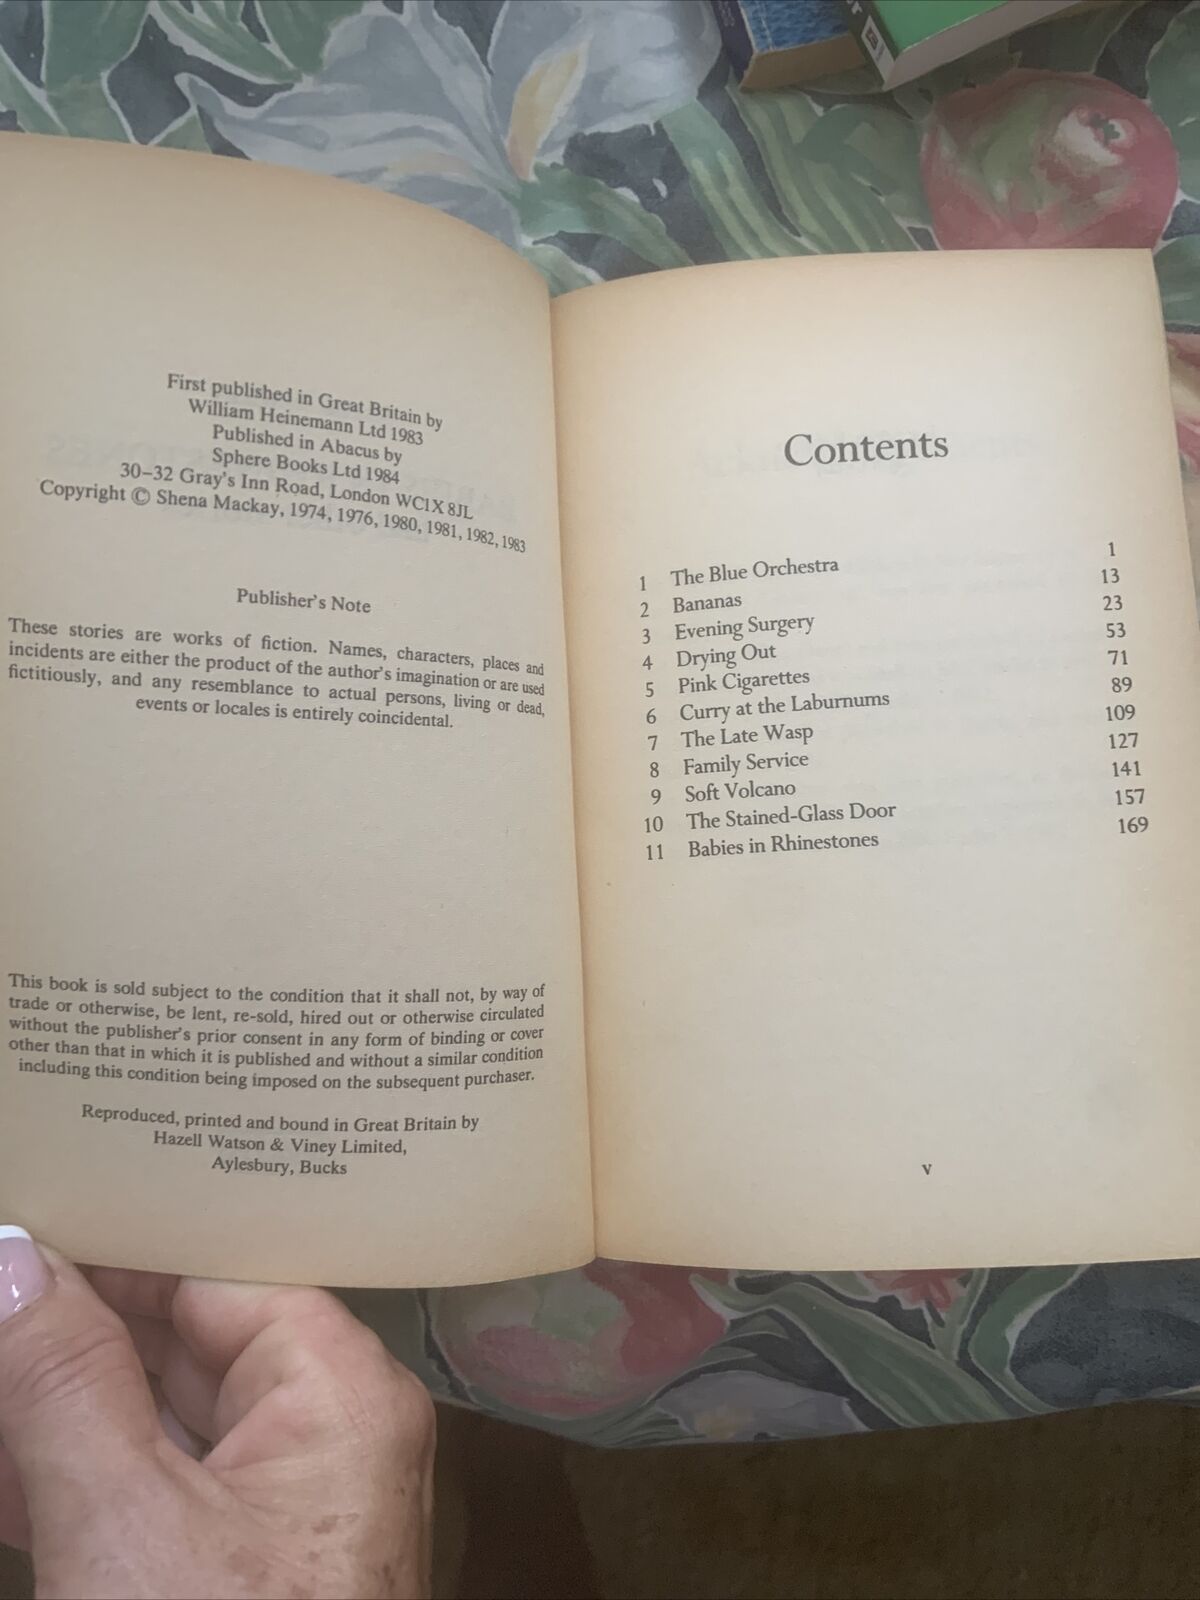 First published in Great Britain by
William Heinemann Ltd 1983
Published in Abacus by
Sphere Books Ltd 1984
30–32 Gray's Inn Road, London WC1X 8JL
Copyright © Shena Mackay, 1974, 1976, 1980, 1981, 1982, 1983
Publisher's Note
These stories are works of fiction. Names, characters, places and
incidents are either the product of the author's imagination or are used
fictitiously, and any resemblance to actual persons, living or dead,
events or locales is entirely coincidental.
This book is sold subject to the condition that it shall not, by way of
trade or otherwise, be lent, re-sold, hired out or otherwise circulated
without the publisher's prior consent in any form of binding or cover
other than that in which it is published and without a similar condition
including this condition being imposed on the subsequent purchaser.
Reproduced, printed and bound in Great Britain by
Hazell Watson & Viney Limited,
Aylesbury, Bucks
Contents
1 The Blue Orchestra 1
2 Bananas 13
3 Evening Surgery 23
4 Drying Out 53
5 Pink Cigarettes 71
6 Curry at the Laburnums 89
7 The Late Wasp 109
8 Family Service 127
9 Soft Volcano 141
10 The Stained-Glass Door 157
11 Babies in Rhinestones 169
v